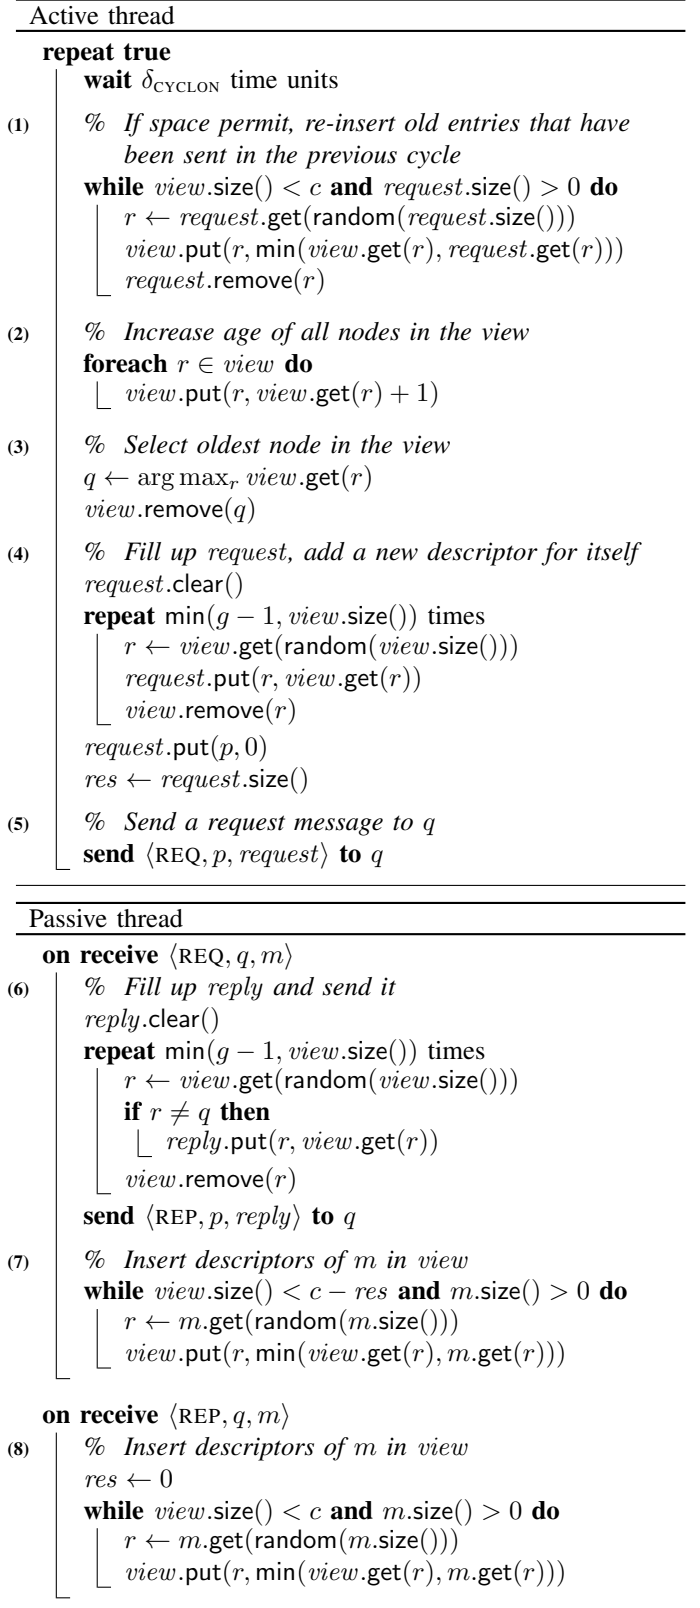 Active thread
repeat true
wait δCYCLON time units
(1) % If space permit, re-insert old entries that have
been sent in the previous cycle
while view.size() < c and request.size() > 0 do
r ← request.get(random(request.size()))
view.put(r, min(view.get(r), request.get(r)))
request.remove(r)
(2) % Increase age of all nodes in the view
foreach r ∈ view do
view.put(r, view.get(r) + 1)
(3) % Select oldest node in the view
q ← arg maxr view.get(r)
view.remove(q)
(4) % Fill up request, add a new descriptor for itself
request.clear()
repeat min(g − 1, view.size()) times
r ← view.get(random(view.size()))
request.put(r, view.get(r))
view.remove(r)
request.put(p, 0)
res ← request.size()
(5) % Send a request message to q
send ⟨REQ, p, request⟩ to q
Passive thread
on receive ⟨REQ, q, m⟩
(6) % Fill up reply and send it
reply.clear()
repeat min(g − 1, view.size()) times
r ← view.get(random(view.size()))
if r ≠ q then
reply.put(r, view.get(r))
view.remove(r)
send ⟨REP, p, reply⟩ to q
(7) % Insert descriptors of m in view
while view.size() < c − res and m.size() > 0 do
r ← m.get(random(m.size()))
view.put(r, min(view.get(r), m.get(r)))
on receive ⟨REP, q, m⟩
(8) % Insert descriptors of m in view
res ← 0
while view.size() < c and m.size() > 0 do
r ← m.get(random(m.size()))
view.put(r, min(view.get(r), m.get(r)))